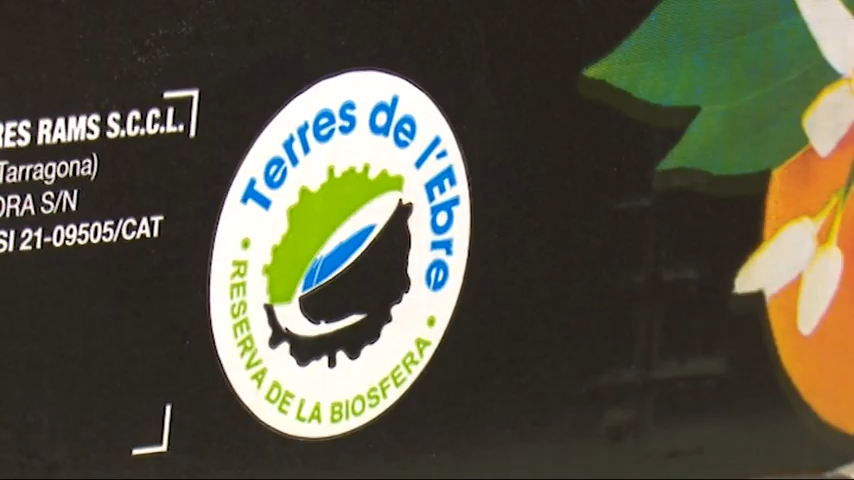 RES RAMS S.C.C.L.
Tarragona)
ORA S/N
SI 21-09505/CAT
Terres de l'Ebre
• RESERVA DE LA BIOSFERA •